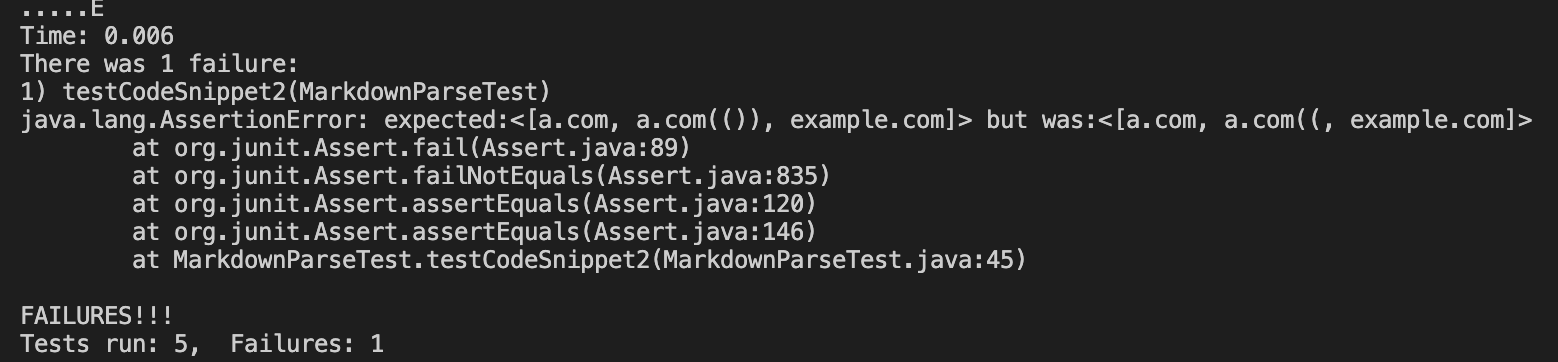 .....E
Time: 0.006
There was 1 failure:
1) testCodeSnippet2(MarkdownParseTest)
java.lang.AssertionError: expected:<[a.com, a.com(()), example.com]> but was:<[a.com, a.com((, example.com]>
        at org.junit.Assert.fail(Assert.java:89)
        at org.junit.Assert.failNotEquals(Assert.java:835)
        at org.junit.Assert.assertEquals(Assert.java:120)
        at org.junit.Assert.assertEquals(Assert.java:146)
        at MarkdownParseTest.testCodeSnippet2(MarkdownParseTest.java:45)

FAILURES!!!
Tests run: 5,  Failures: 1